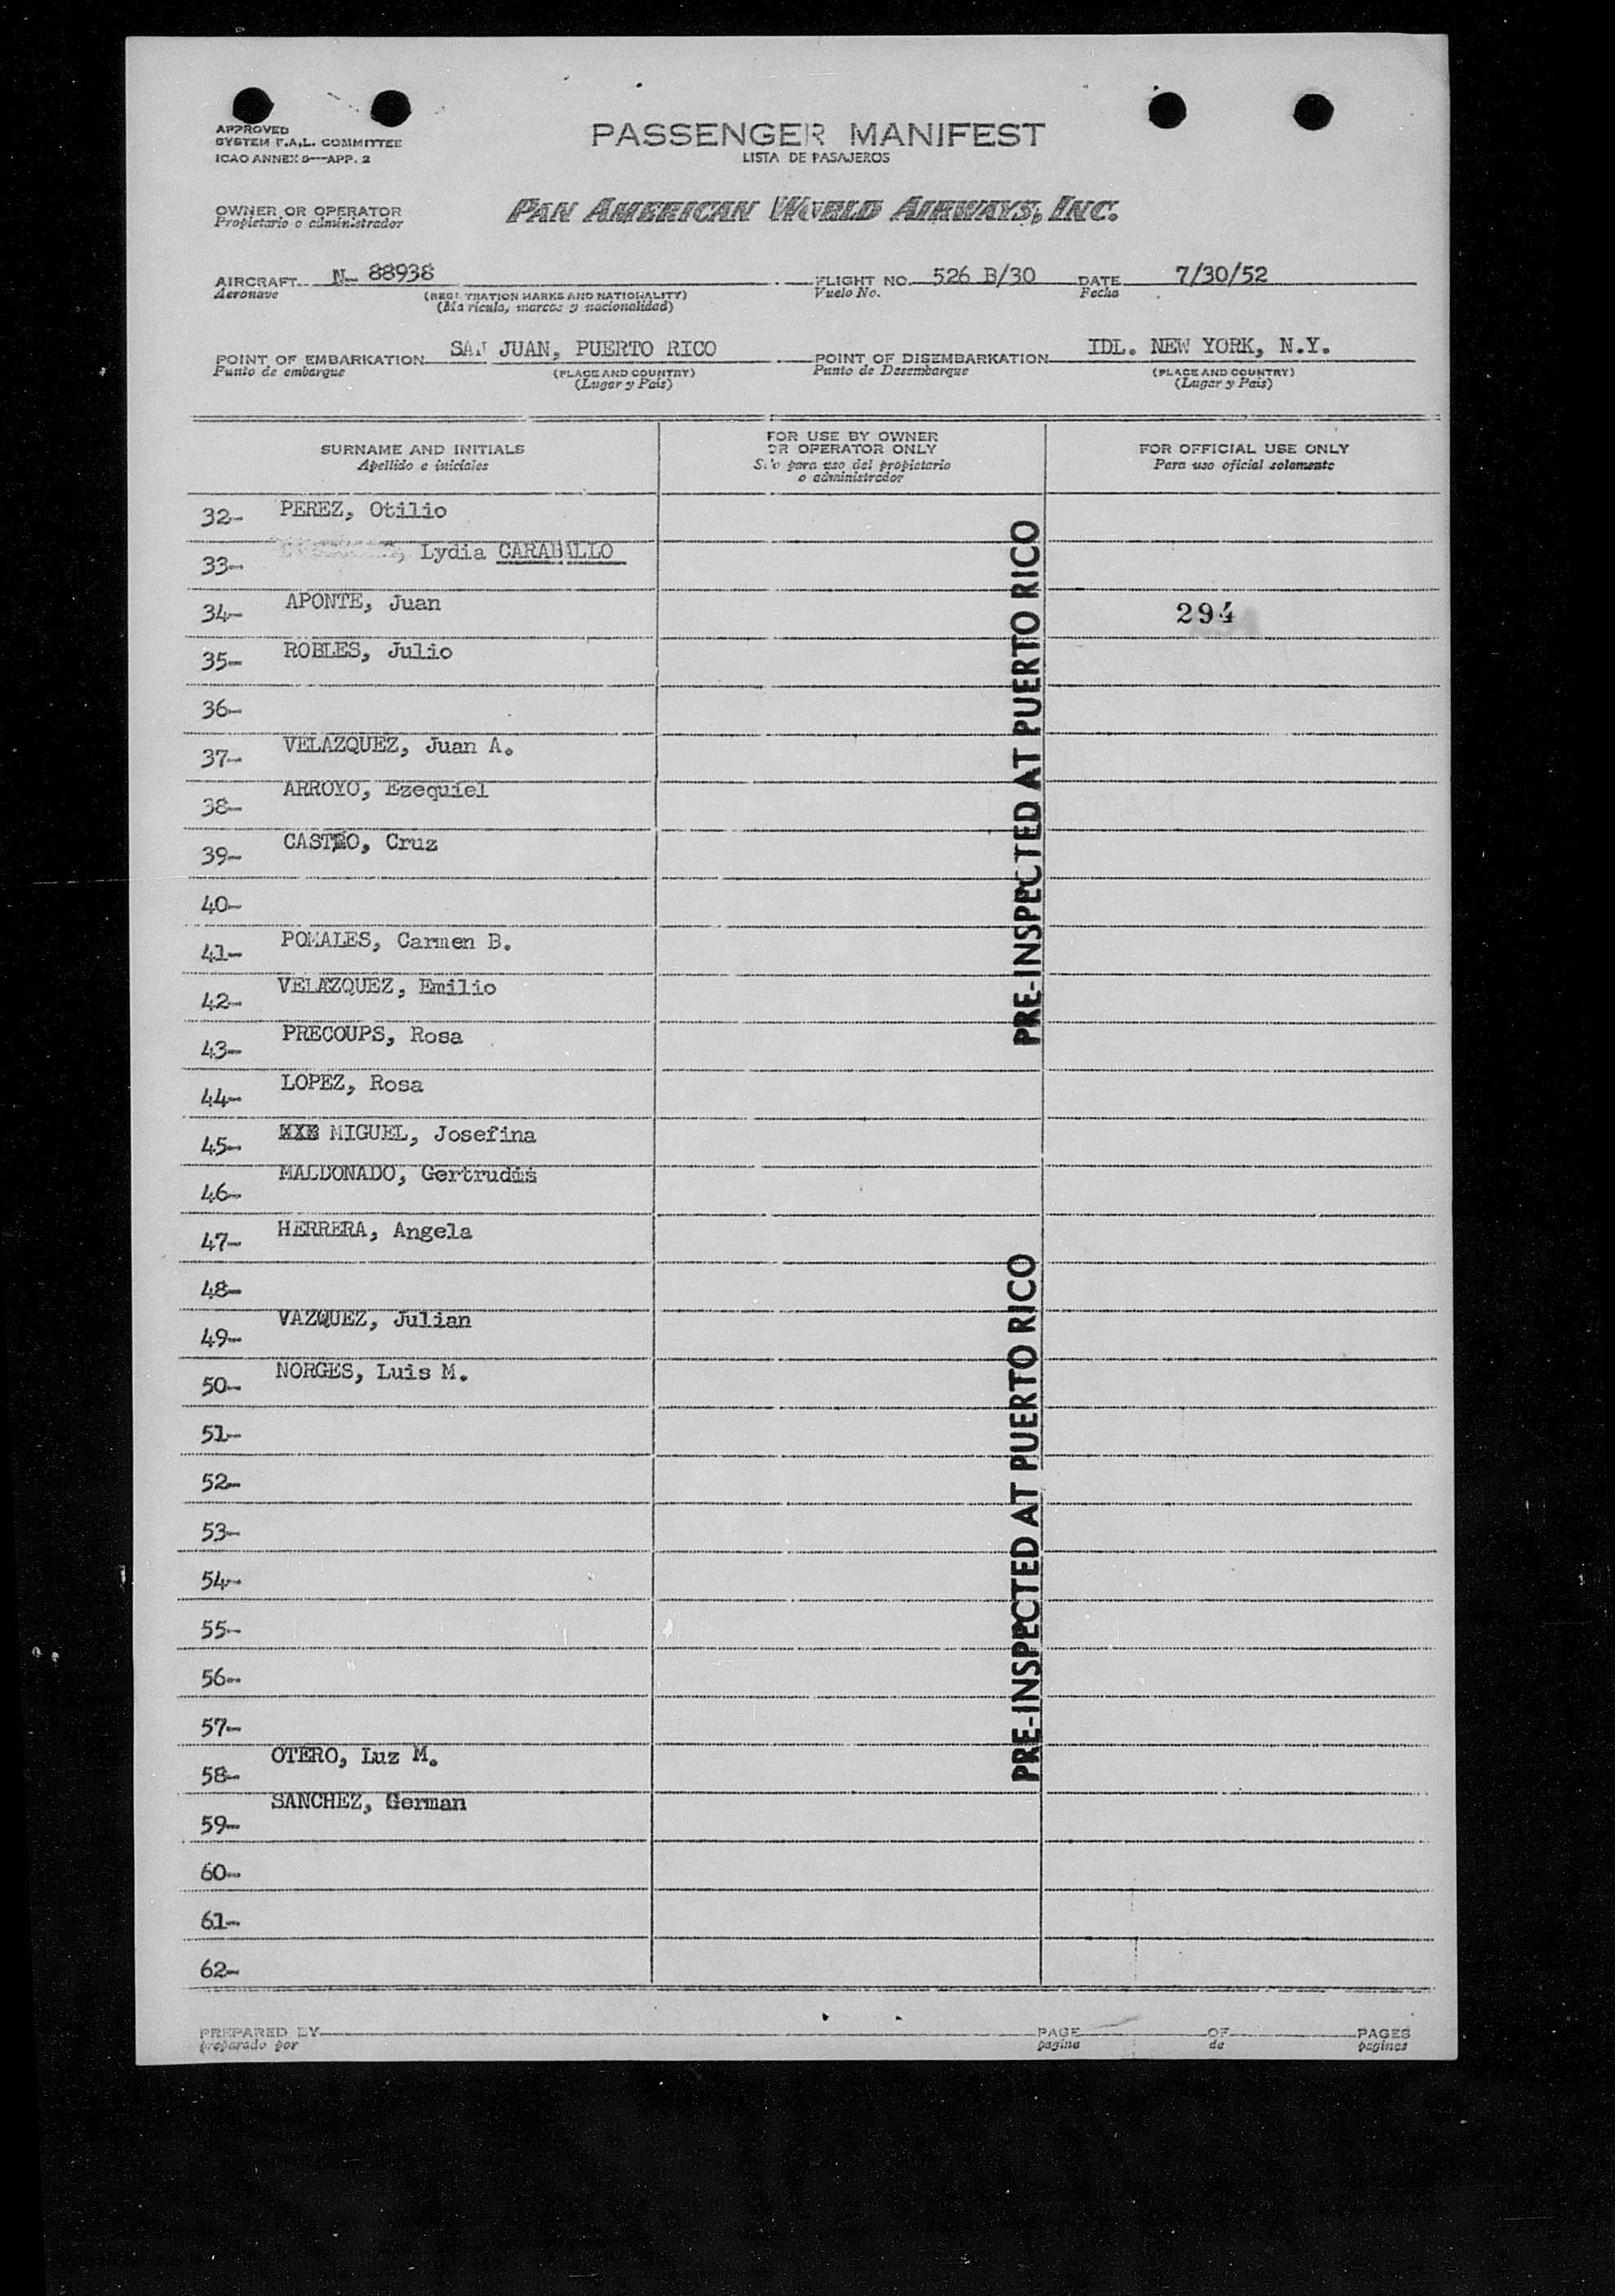 APPROVED
SYSTEM F.A.L. COMMITTEE
ICAO ANNEX 9—APP. 2
PASSENGER MANIFEST
LISTA DE PASAJEROS
OWNER OR OPERATOR
Propietario o administrador
PAN AMERICAN WORLD AIRWAYS, INC.
AIRCRAFT N- 88938 FLIGHT NO. 526 B/30 DATE 7/30/52
Aeronave (REGISTRATION MARKS AND NATIONALITY) Vuelo No. Fecha
(Matricula, marcas y nacionalidad)
POINT OF EMBARKATION SAN JUAN, PUERTO RICO POINT OF DISEMBARKATION IDL. NEW YORK, N.Y.
Punto de embarque (PLACE AND COUNTRY) Punto de Desembarque (PLACE AND COUNTRY)
(Lugar y Pais) (Lugar y Pais)
SURNAME AND INITIALS
Apellido e iniciales
FOR USE BY OWNER
OR OPERATOR ONLY
Sólo para uso del propietario
o administrador
FOR OFFICIAL USE ONLY
Para uso oficial solamente
32- PEREZ, Otilio
33- , Lydia CARABALLO
34- APONTE, Juan 294
35- ROBLES, Julio
36-
37- VELAZQUEZ, Juan A.
38- ARROYO, Ezequiel
39- CASTRO, Cruz
40-
41- POMALES, Carmen B.
42- VELAZQUEZ, Emilio
43- PRECOUPS, Rosa
44- LOPEZ, Rosa
45- MIGUEL, Josefina
46- MALDONADO, Gertrudis
47- HERRERA, Angela
48-
49- VAZQUEZ, Julian
50- NORGES, Luis M.
51-
52-
53-
54-
55-
56-
57-
58- OTERO, Luz M.
59- SANCHEZ, German
60-
61-
62-
PRE-INSPECTED AT PUERTO RICO
PRE-INSPECTED AT PUERTO RICO
PREPARED BY PAGE OF PAGES
preparado por pagina de paginas